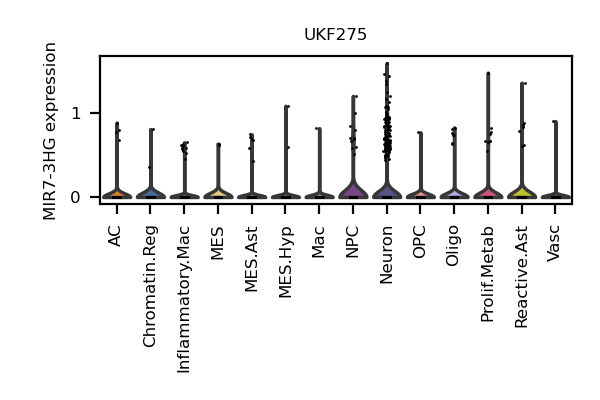 UKF275
MIR7-3HG expression
1
0
AC
Chromatin.Reg
Inflammatory.Mac
MES
MES.Ast
MES.Hyp
Mac
NPC
Neuron
OPC
Oligo
Prolif.Metab
Reactive.Ast
Vasc